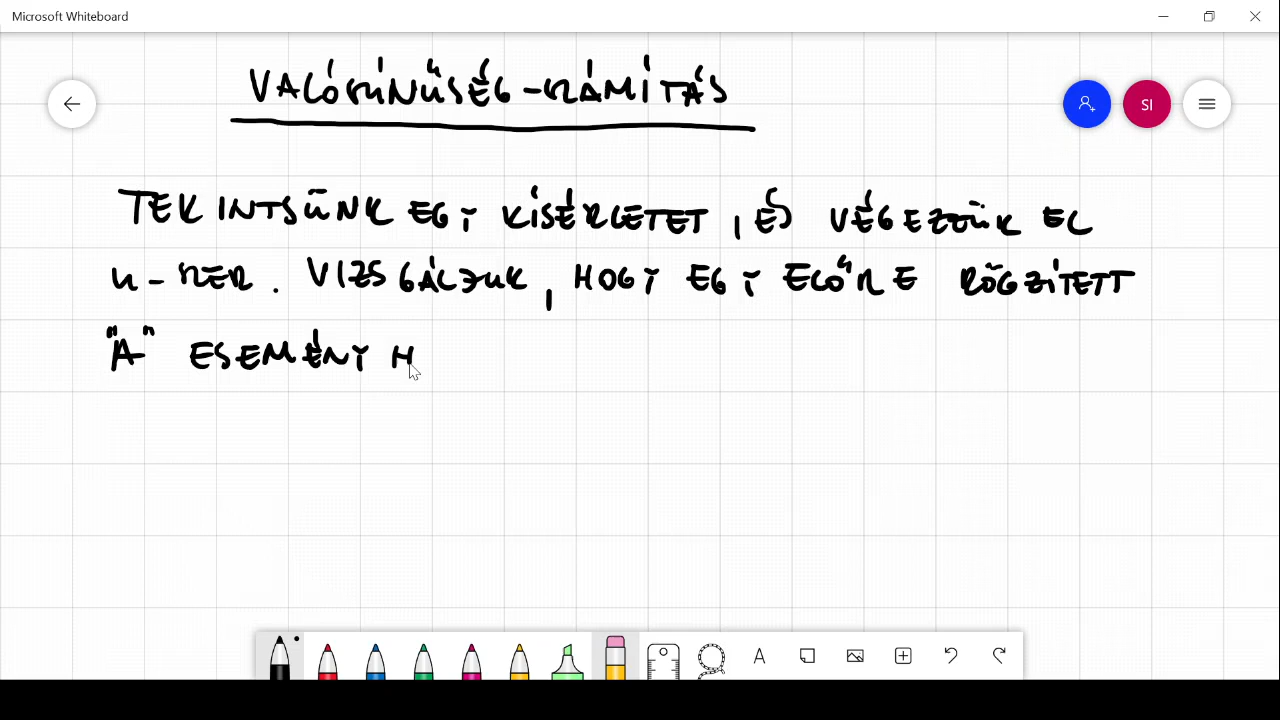 Microsoft Whiteboard
VALÓSZÍNŰSÉG-SZÁMÍTÁS
SI
TEKINTSÜNK EGY KÍSÉRLETET, ÉS VÉGEZZÜK EL
n-SZER. VIZSGÁLJUK, HOGY EGY ELŐRE RÖGZÍTETT
"A" ESEMÉNY H
A